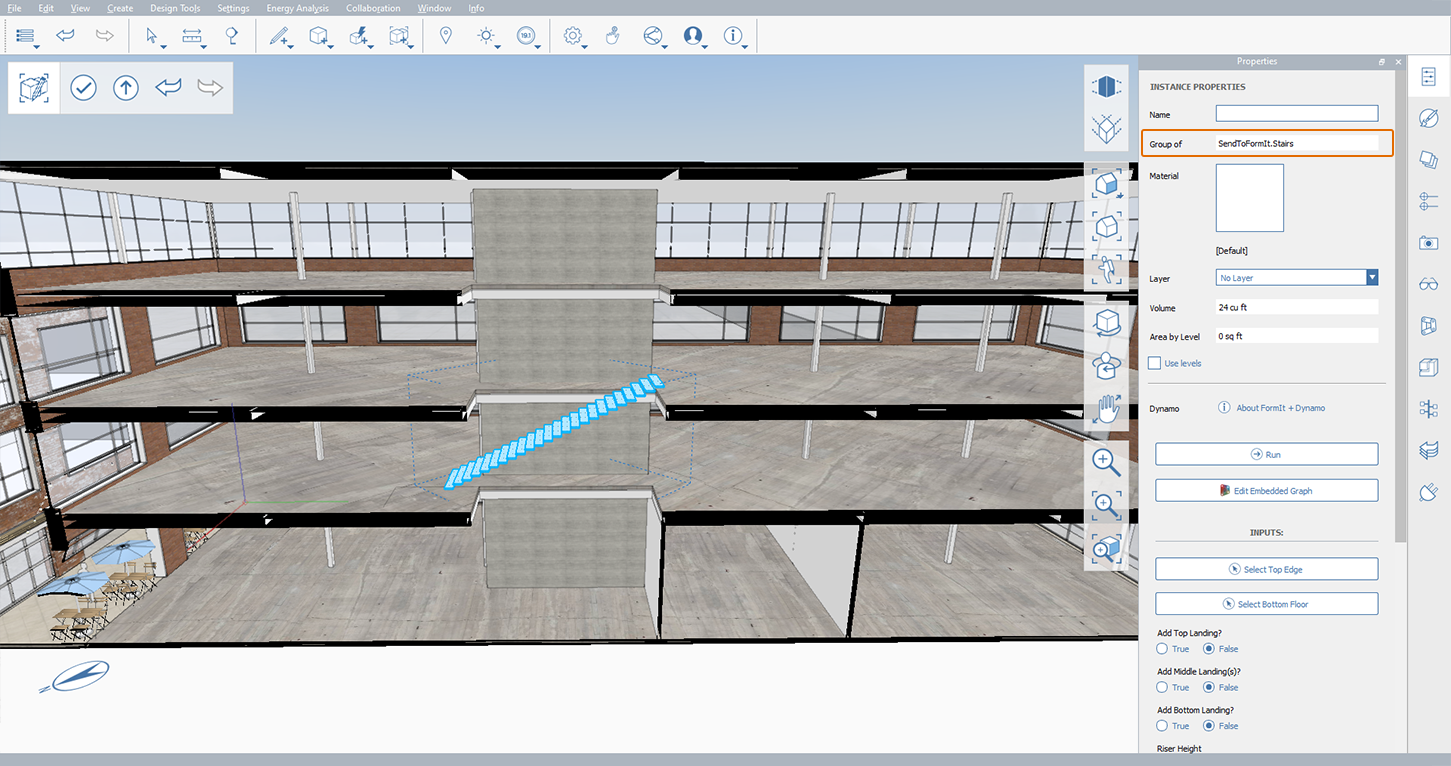 File Edit View Create Design Tools Settings Energy Analysis Collaboration Window Info
19.1
Properties
INSTANCE PROPERTIES
Name
Group of SendToFormIt.Stairs
Material
[Default]
Layer No Layer
Volume 24 cu ft
Area by Level 0 sq ft
Use levels
Dynamo About FormIt + Dynamo
Run
Edit Embedded Graph
INPUTS:
Select Top Edge
Select Bottom Floor
Add Top Landing?
True False
Add Middle Landing(s)?
True False
Add Bottom Landing?
True False
Riser Height
N